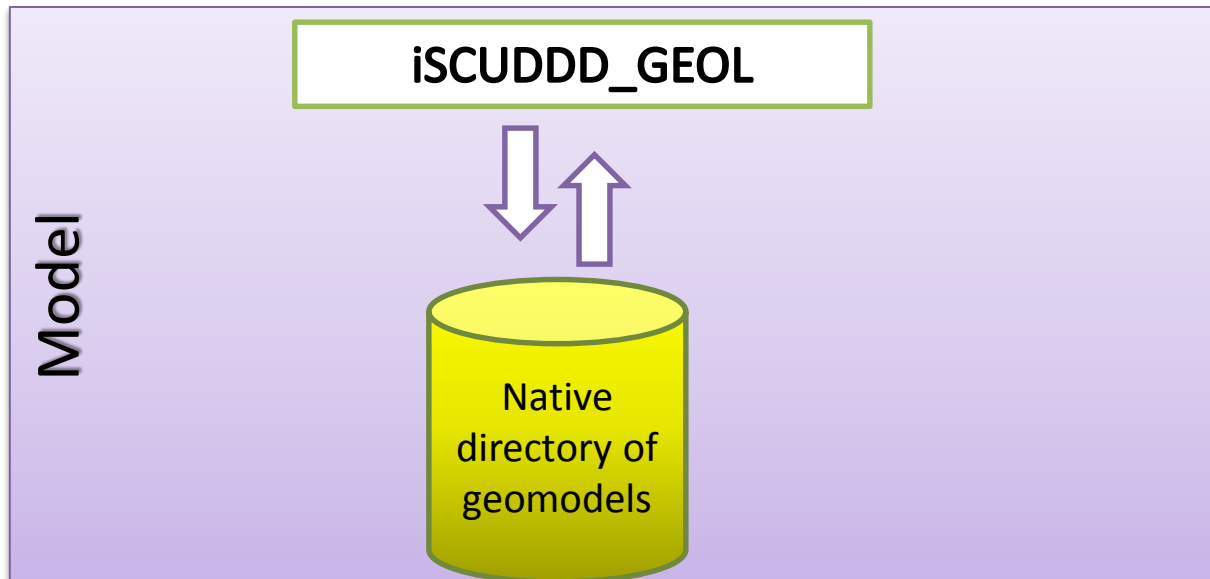 iSCUDDD_GEOL
Model
Native
directory of
geomodels